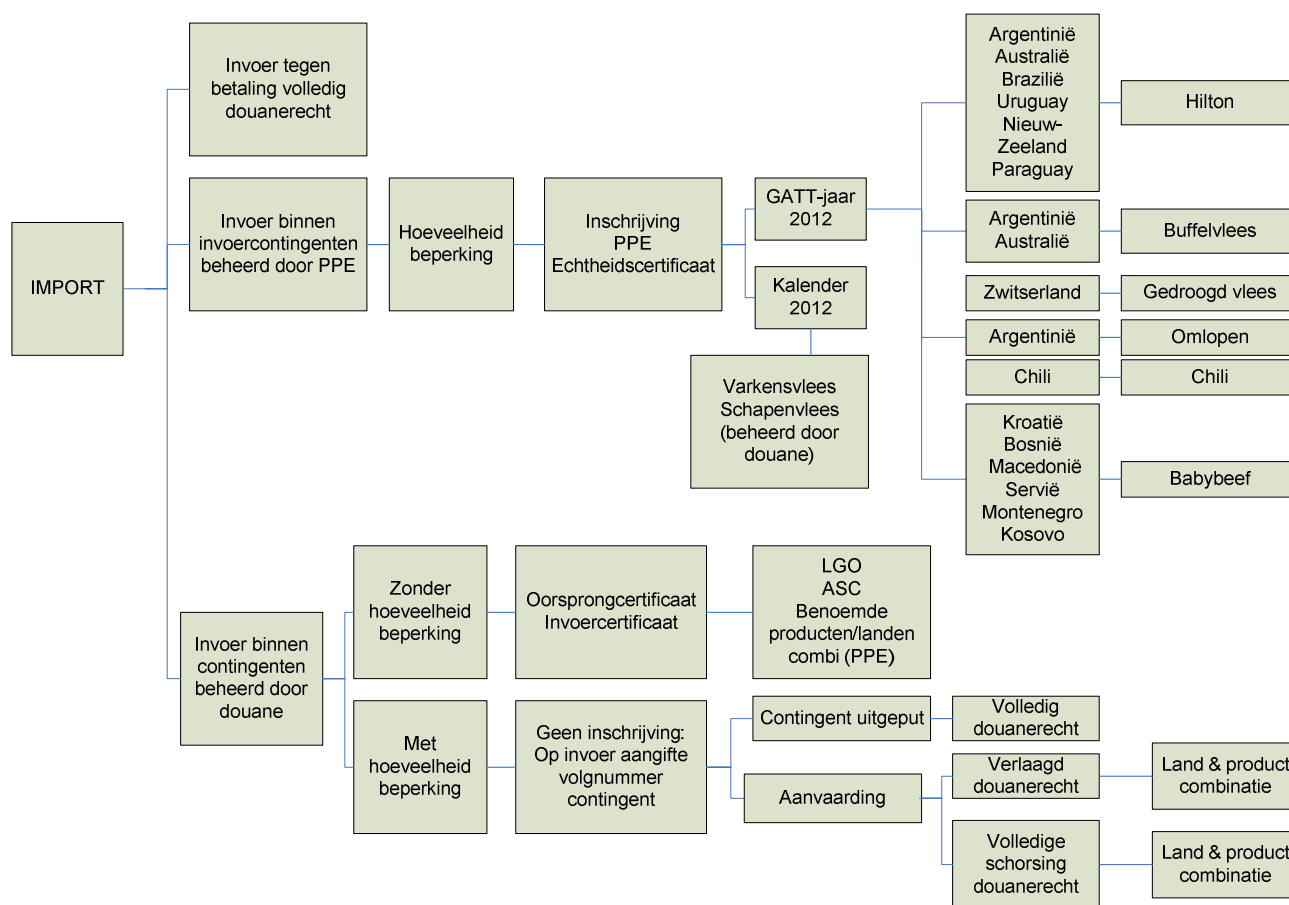 IMPORT
Invoer tegen
betaling volledig
douanerecht
Invoer binnen
invoercontingenten
beheerd door PPE
Hoeveelheid
beperking
Inschrijving
PPE
Echtheidscertificaat
GATT-jaar
2012
Kalender
2012
Varkensvlees
Schapenvlees
(beheerd door
douane)
Argentinië
Australië
Brazilië
Uruguay
Nieuw-
Zeeland
Paraguay
Hilton
Argentinië
Australië
Buffelvlees
Zwitserland
Gedroogd vlees
Argentinië
Omlopen
Chili
Chili
Kroatië
Bosnië
Macedonië
Servië
Montenegro
Kosovo
Babybeef
Invoer binnen
contingenten
beheerd door
douane
Zonder
hoeveelheid
beperking
Oorsprongcertificaat
Invoercertificaat
LGO
ASC
Benoemde
producten/landen
combi (PPE)
Met
hoeveelheid
beperking
Geen inschrijving:
Op invoer aangifte
volgnummer
contingent
Contingent uitgeput
Volledig
douanerecht
Aanvaarding
Verlaagd
douanerecht
Land & product
combinatie
Volledige
schorsing
douanerecht
Land & product
combinatie